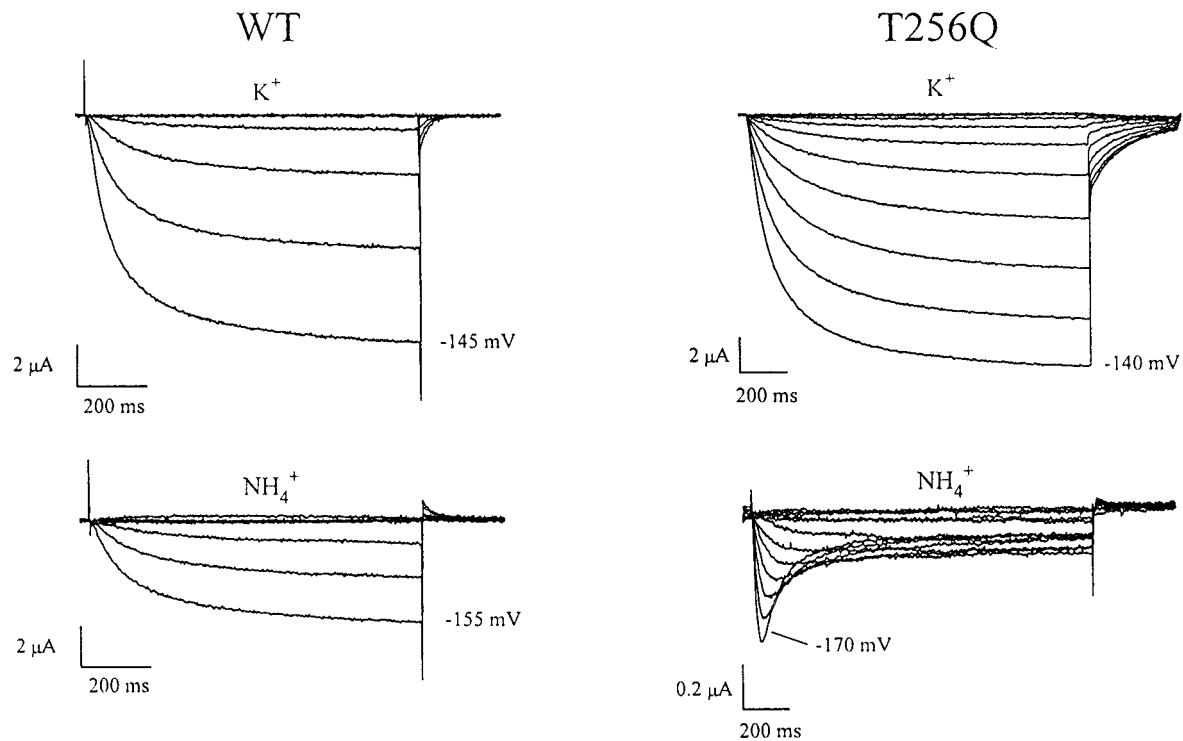 WT
T256Q
K+
K+
-145 mV
2 μA
200 ms
-140 mV
2 μA
200 ms
NH4+
NH4+
-155 mV
2 μA
200 ms
-170 mV
0.2 μA
200 ms